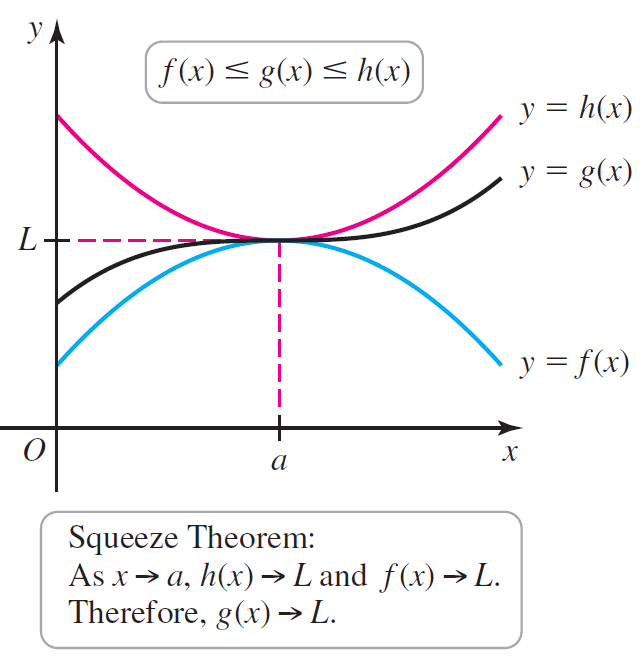 y
f(x) ≤ g(x) ≤ h(x)
y = h(x)
y = g(x)
L
y = f(x)
O
a
x
Squeeze Theorem:
As x → a, h(x) → L and f(x) → L.
Therefore, g(x) → L.